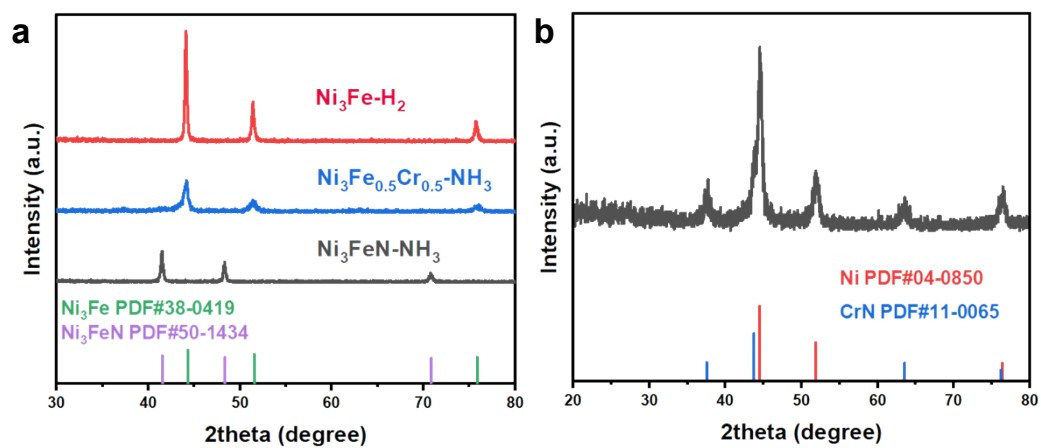 a
Intensity (a.u.)
Ni₃Fe-H₂
Ni₃Fe₀.₅Cr₀.₅-NH₃
Ni₃FeN-NH₃
Ni₃Fe PDF#38-0419
Ni₃FeN PDF#50-1434
30 40 50 60 70 80
2theta (degree)
b
Intensity (a.u.)
Ni PDF#04-0850
CrN PDF#11-0065
20 30 40 50 60 70 80
2theta (degree)